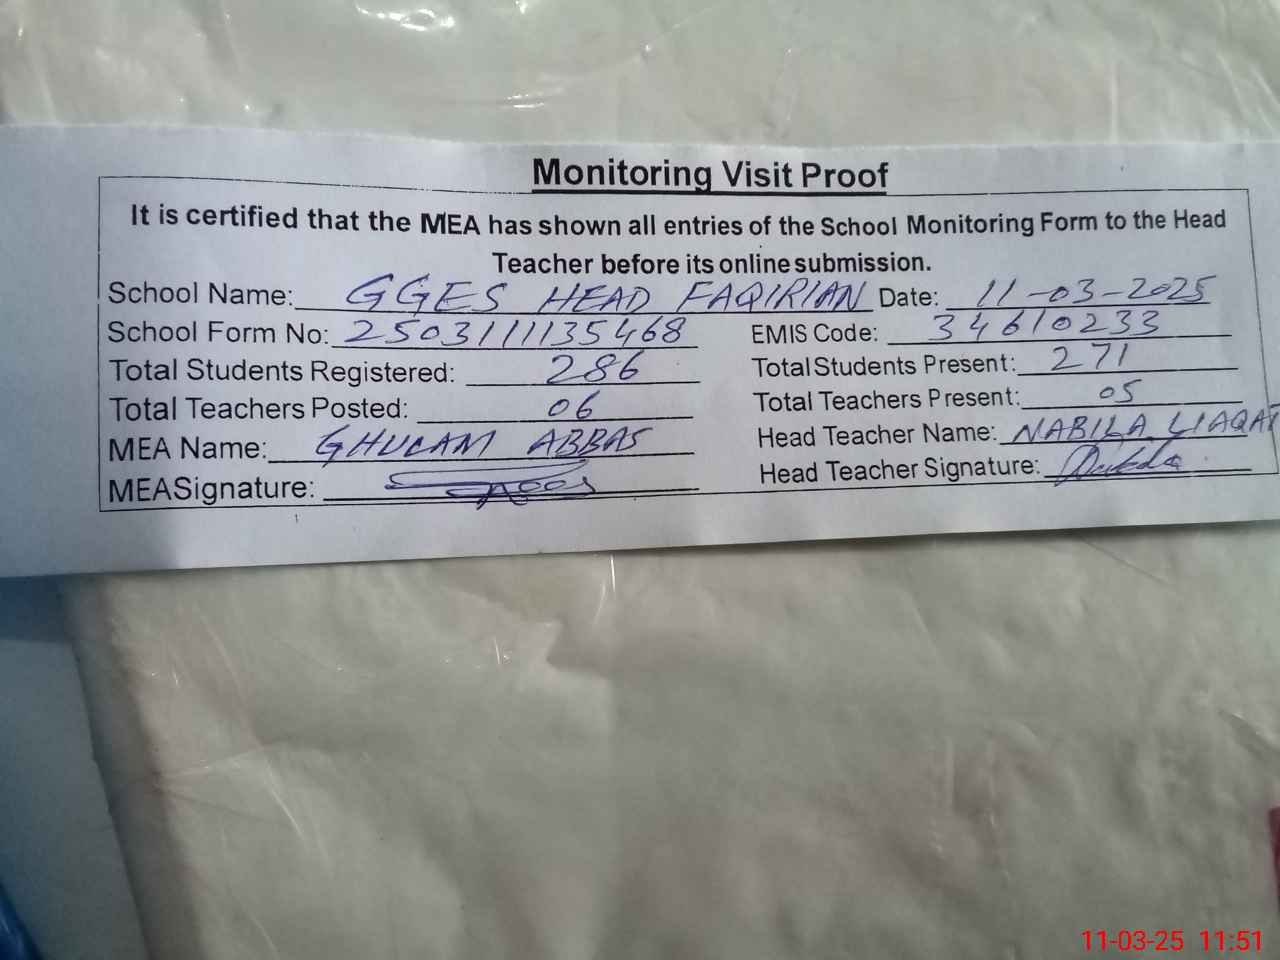 Monitoring Visit Proof
It is certified that the MEA has shown all entries of the School Monitoring Form to the Head
Teacher before its online submission.
School Name: GGES HEAD FAQIRIAN Date: 11-03-2025
School Form No: 2503111135468 EMIS Code: 34610233
Total Students Registered: 286 Total Students Present: 271
Total Teachers Posted: 06 Total Teachers Present: 05
MEA Name: GHULAM ABBAS Head Teacher Name: NABILA LIAQAT
MEA Signature: Head Teacher Signature:
11-03-25 11:51